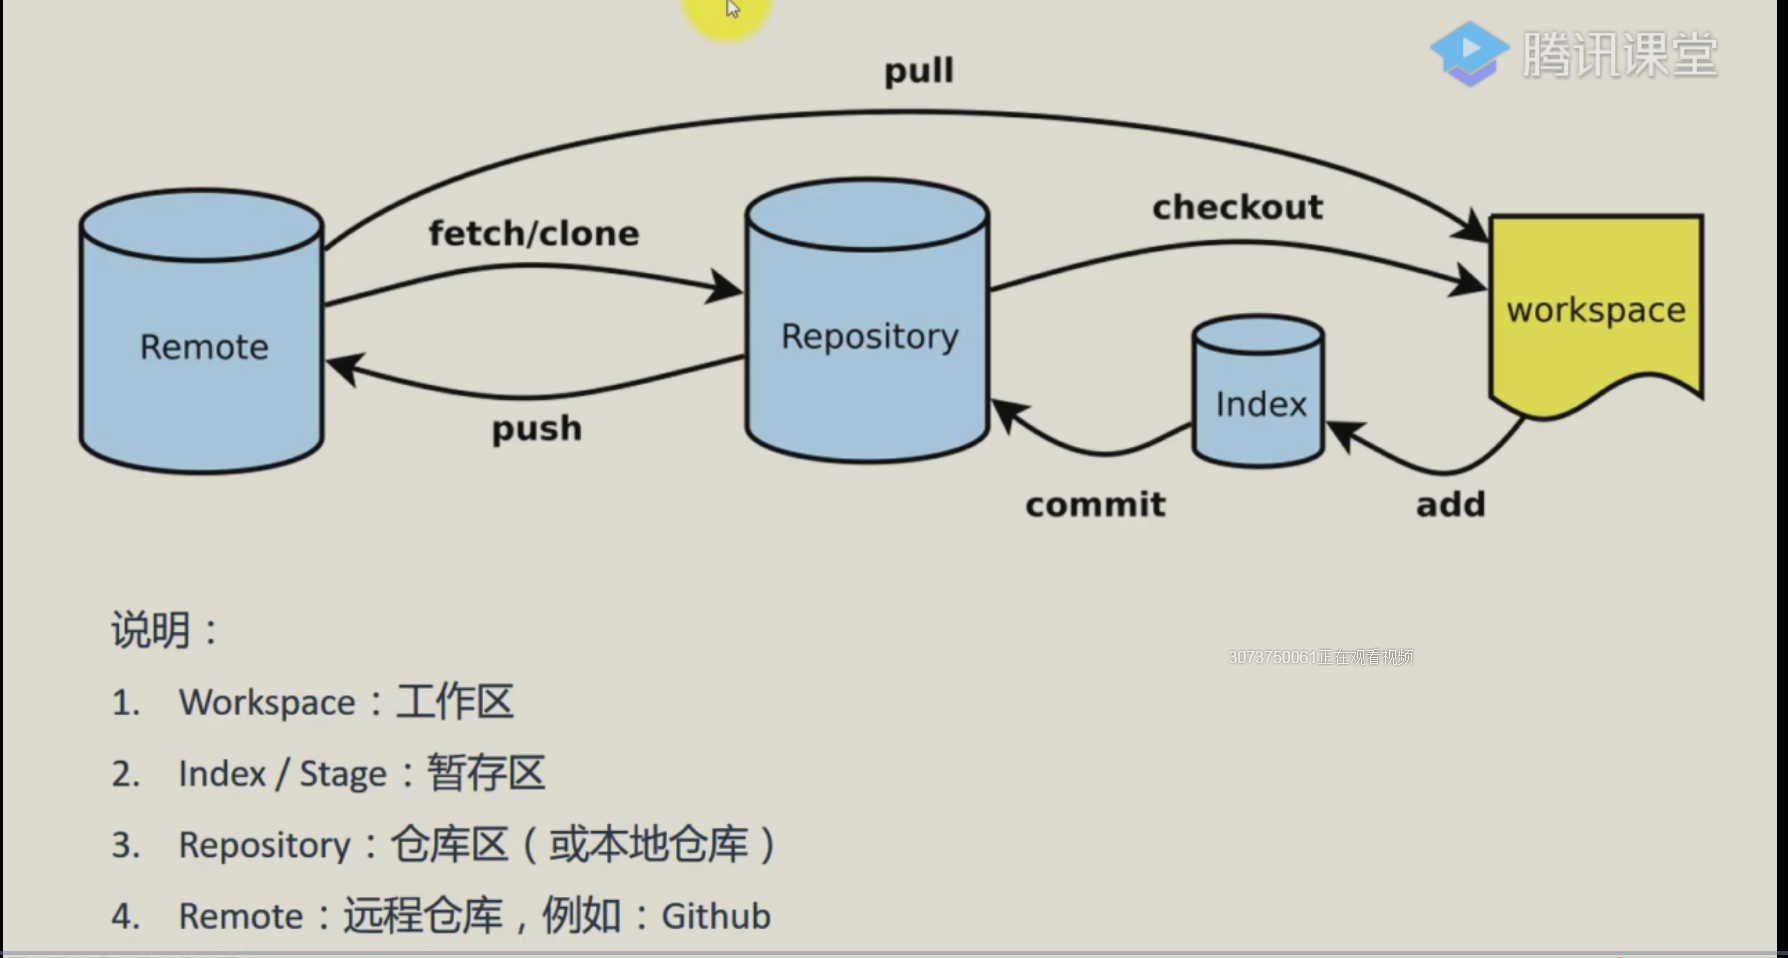 腾讯课堂
pull
fetch/clone
checkout
Remote
Repository
workspace
Index
push
commit
add
说明：
3073750061正在观看视频
1. Workspace：工作区
2. Index / Stage：暂存区
3. Repository：仓库区（或本地仓库）
4. Remote：远程仓库，例如：Github